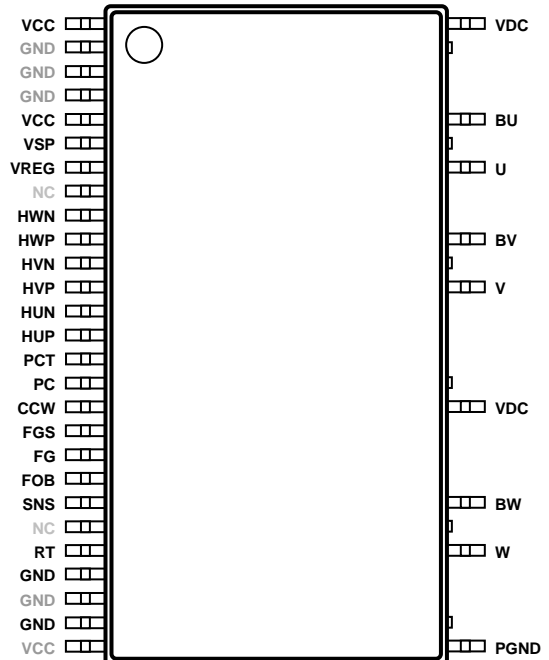 VCC VDC
GND
GND
GND
VCC BU
VSP
VREG U
NC
HWN
HWP BV
HVN
HVP V
HUN
HUP
PCT
PC
CCW VDC
FGS
FG
FOB
SNS BW
NC
RT W
GND
GND
GND
VCC PGND